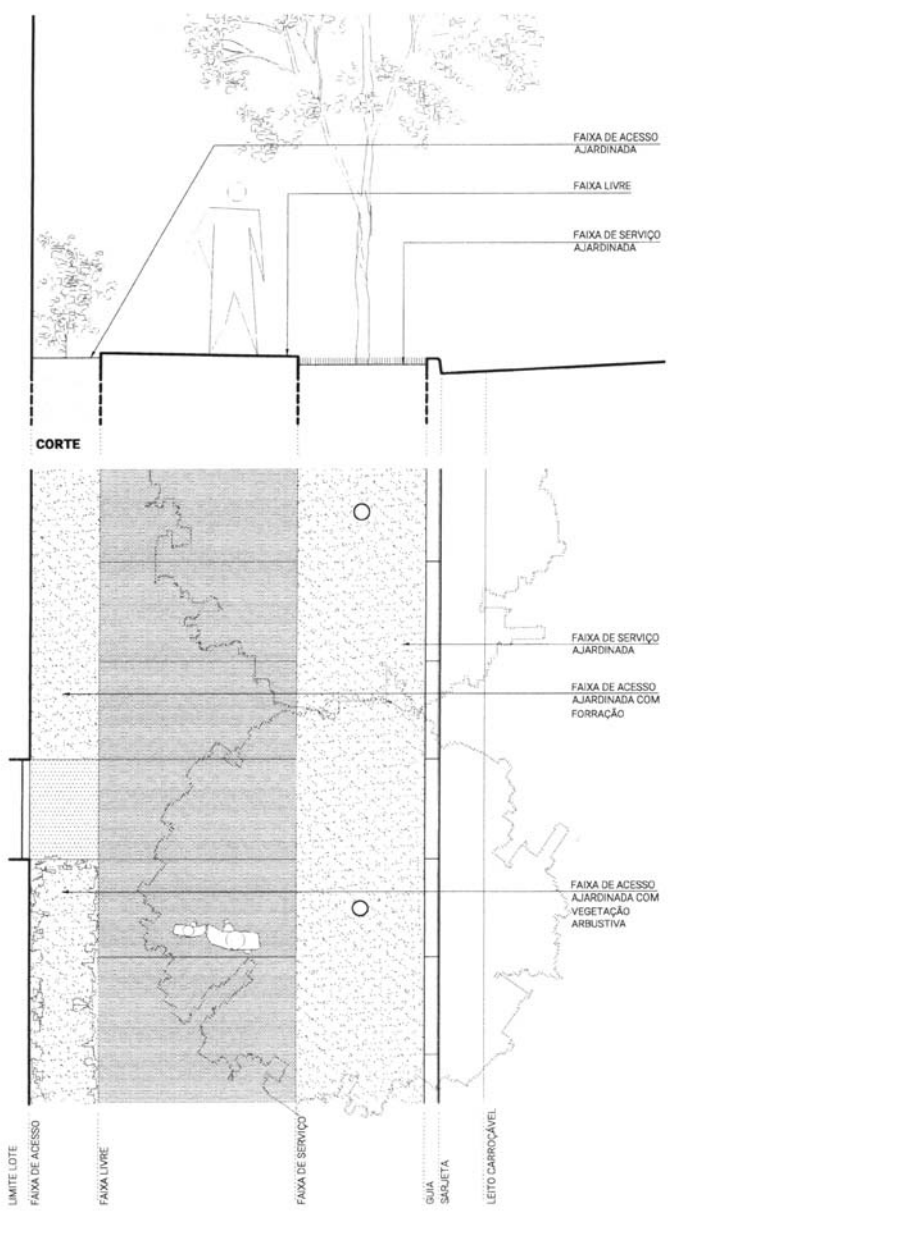 FAIXA DE ACESSO
AJARDINADA
FAIXA LIVRE
FAIXA DE SERVIÇO
AJARDINADA
CORTE
FAIXA DE SERVIÇO
AJARDINADA
FAIXA DE ACESSO
AJARDINADA COM
FORRAÇÃO
FAIXA DE ACESSO
AJARDINADA COM
VEGETAÇÃO
ARBUSTIVA
LIMITE LOTE
FAIXA DE ACESSO
FAIXA LIVRE
FAIXA DE SERVIÇO
GUIA
SARJETA
LEITO CARROÇÁVEL